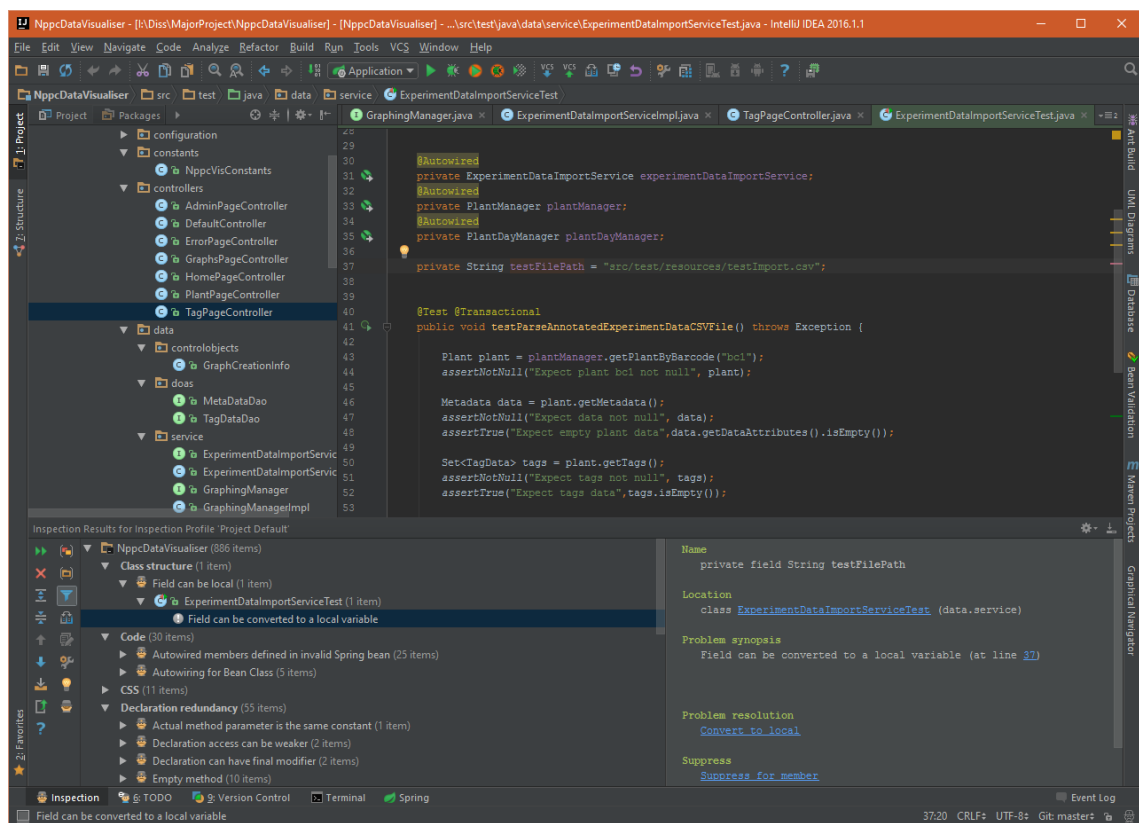 NppcDataVisualiser - [I:\Diss\MajorProject\NppcDataVisualiser] - [NppcDataVisualiser] - ...\src\test\java\data\service\ExperimentDataImportServiceTest.java - IntelliJ IDEA 2016.1.1
File Edit View Navigate Code Analyze Refactor Build Run Tools VCS Window Help
Application
NppcDataVisualiser src test java data service ExperimentDataImportServiceTest
Project Packages
GraphingManager.java ExperimentDataImportServiceImpl.java TagPageController.java ExperimentDataImportServiceTest.java
1: Project
Z: Structure
2: Favorites
configuration
constants
NppcVisConstants
controllers
AdminPageController
DefaultController
ErrorPageController
GraphsPageController
HomePageController
PlantPageController
TagPageController
data
controlobjects
GraphCreationInfo
doas
MetaDataDao
TagDataDao
service
ExperimentDataImportServic
ExperimentDataImportServic
GraphingManager
GraphingManagerImpl
28
29
30 @Autowired
31 private ExperimentDataImportService experimentDataImportService;
32 @Autowired
33 private PlantManager plantManager;
34 @Autowired
35 private PlantDayManager plantDayManager;
36
37 private String testFilePath = "src/test/resources/testImport.csv";
38
39
40 @Test @Transactional
41 public void testParseAnnotatedExperimentDataCSVFile() throws Exception {
42
43 Plant plant = plantManager.getPlantByBarcode("bc1");
44 assertNotNull("Expect plant bc1 not null", plant);
45
46 Metadata data = plant.getMetadata();
47 assertNotNull("Expect data not null", data);
48 assertTrue("Expect empty plant data",data.getDataAttributes().isEmpty());
49
50 Set<TagData> tags = plant.getTags();
51 assertNotNull("Expect tags not null", tags);
52 assertTrue("Expect tags data",tags.isEmpty());
53
Ant Build
UML Diagrams
Database
Bean Validation
Maven Projects
Graphical Navigator
Inspection Results for Inspection Profile 'Project Default'
NppcDataVisualiser (886 items)
Class structure (1 item)
Field can be local (1 item)
ExperimentDataImportServiceTest (1 item)
Field can be converted to a local variable
Code (30 items)
Autowired members defined in invalid Spring bean (25 items)
Autowiring for Bean Class (5 items)
CSS (11 items)
Declaration redundancy (55 items)
Actual method parameter is the same constant (1 item)
Declaration access can be weaker (2 items)
Declaration can have final modifier (2 items)
Empty method (10 items)
Name
private field String testFilePath
Location
class ExperimentDataImportServiceTest (data.service)
Problem synopsis
Field can be converted to a local variable (at line 37)
Problem resolution
Convert to local
Suppress
Suppress for member
Inspection 6: TODO 9: Version Control Terminal Spring Event Log
Field can be converted to a local variable 37:20 CRLF UTF-8 Git: master